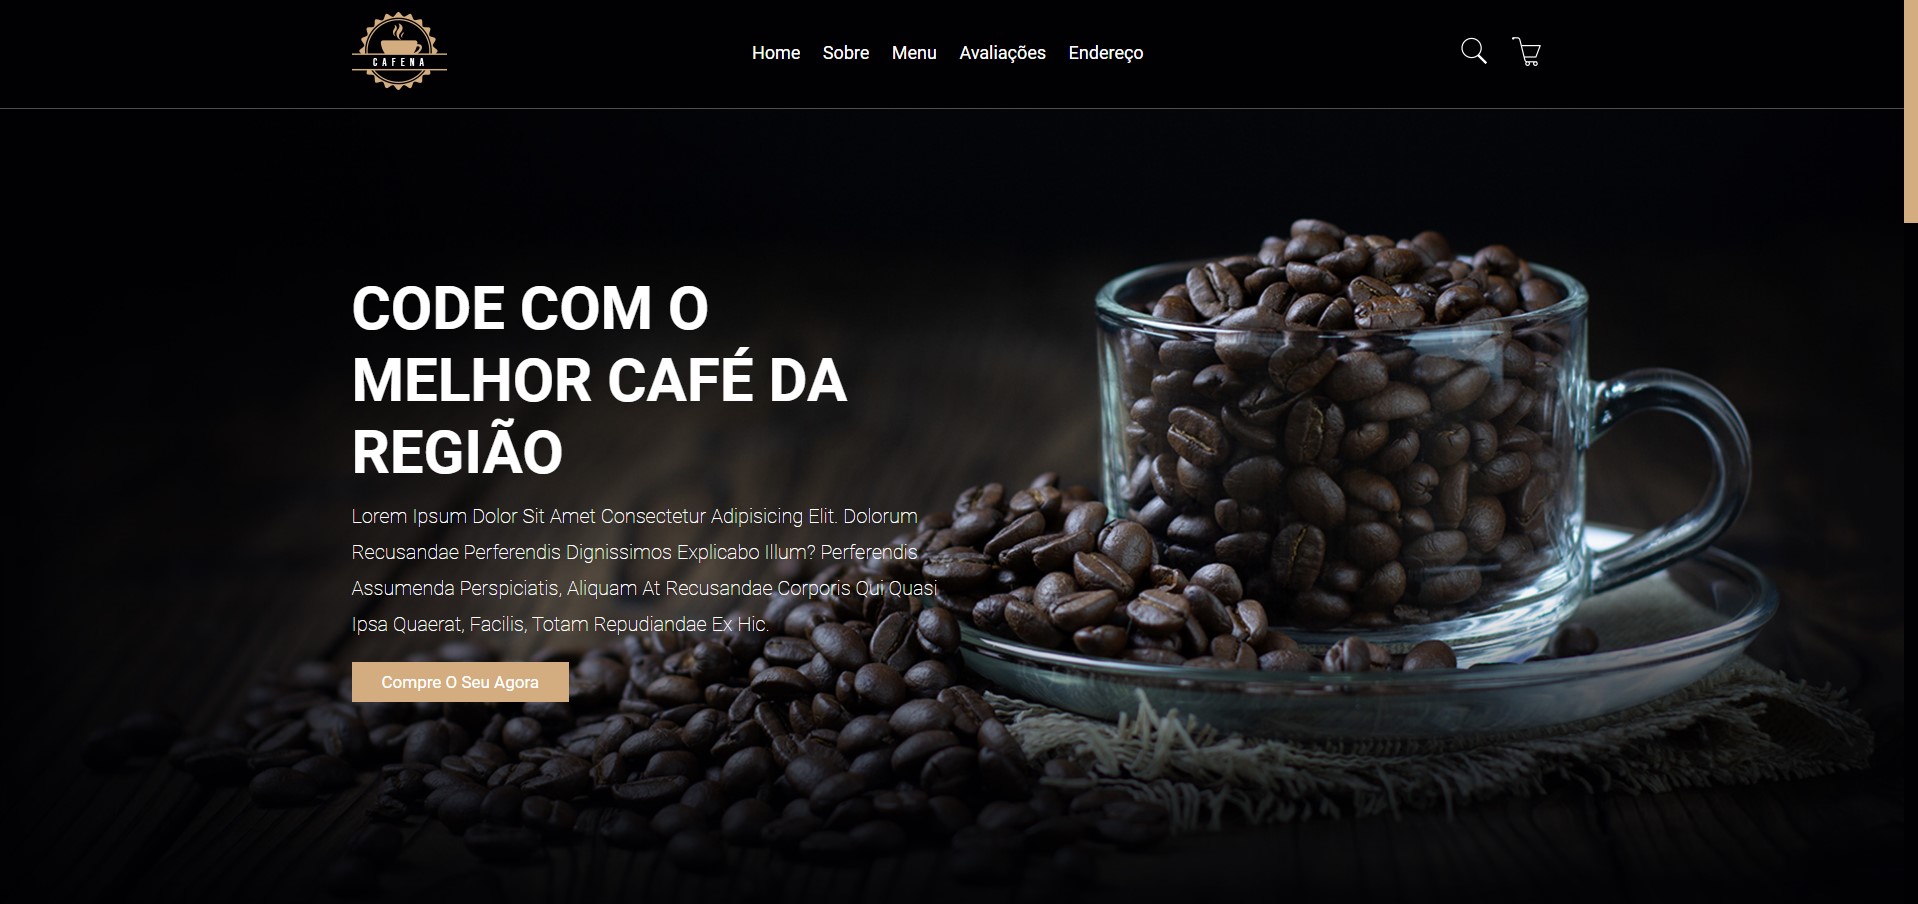 CAFENA
Home Sobre Menu Avaliações Endereço
CODE COM O
MELHOR CAFÉ DA
REGIÃO
Lorem Ipsum Dolor Sit Amet Consectetur Adipisicing Elit. Dolorum
Recusandae Perferendis Dignissimos Explicabo Illum? Perferendis
Assumenda Perspiciatis, Aliquam At Recusandae Corporis Qui Quasi
Ipsa Quaerat, Facilis, Totam Repudiandae Ex Hic.
Compre O Seu Agora